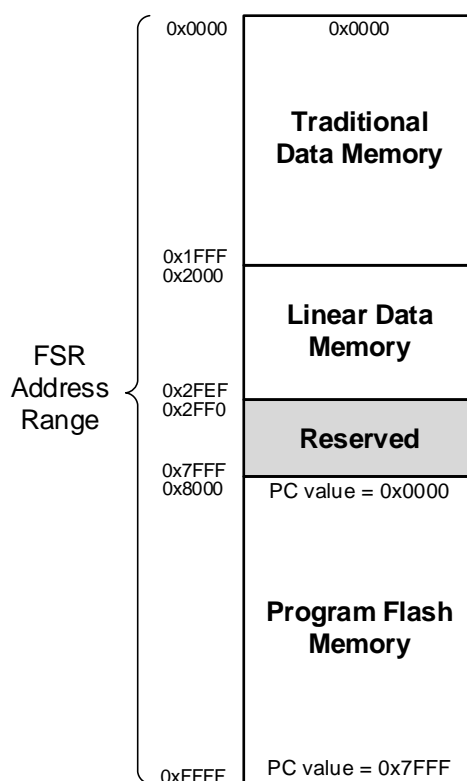 0x0000
0x0000
Traditional
Data Memory
0x1FFF
0x2000
Linear Data
Memory
FSR
Address
Range
0x2FEF
0x2FF0
Reserved
0x7FFF
0x8000
PC value = 0x0000
Program Flash
Memory
PC value = 0x7FFF
0xFFFF